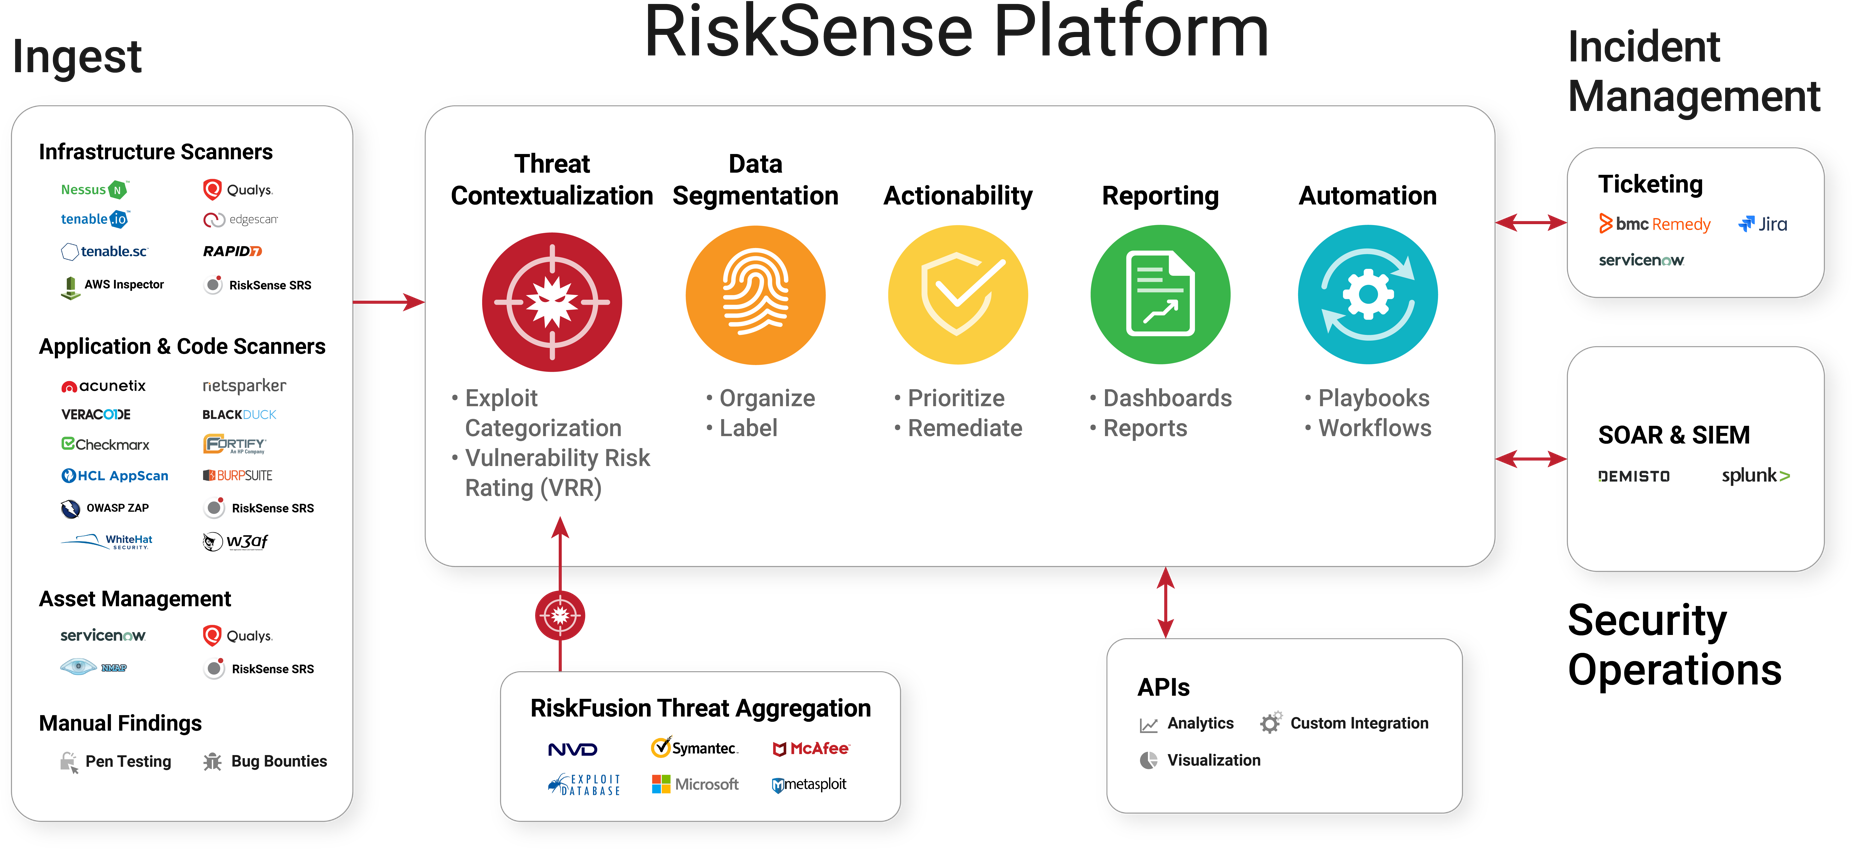 RiskSense Platform
Ingest
Infrastructure Scanners
Nessus N
Qualys.
tenable.io
edgescan
tenable.sc
RAPID7
AWS Inspector
RiskSense SRS
Application & Code Scanners
acunetix
netsparker
VERACODE
BLACKDUCK
Checkmarx
FORTIFY
An HP Company
HCL AppScan
BURPSUITE
OWASP ZAP
RiskSense SRS
WhiteHat
SECURITY.
w3af
Asset Management
servicenow
Qualys.
NMAP
RiskSense SRS
Manual Findings
Pen Testing
Bug Bounties
Threat
Contextualization
• Exploit
Categorization
• Vulnerability Risk
Rating (VRR)
Data
Segmentation
• Organize
• Label
Actionability
• Prioritize
• Remediate
Reporting
• Dashboards
• Reports
Automation
• Playbooks
• Workflows
RiskFusion Threat Aggregation
NVD
Symantec.
McAfee
EXPLOIT
DATABASE
Microsoft
metasploit
APIs
Analytics
Custom Integration
Visualization
Incident
Management
Ticketing
bmc Remedy
Jira
servicenow
SOAR & SIEM
DEMISTO
splunk>
Security
Operations